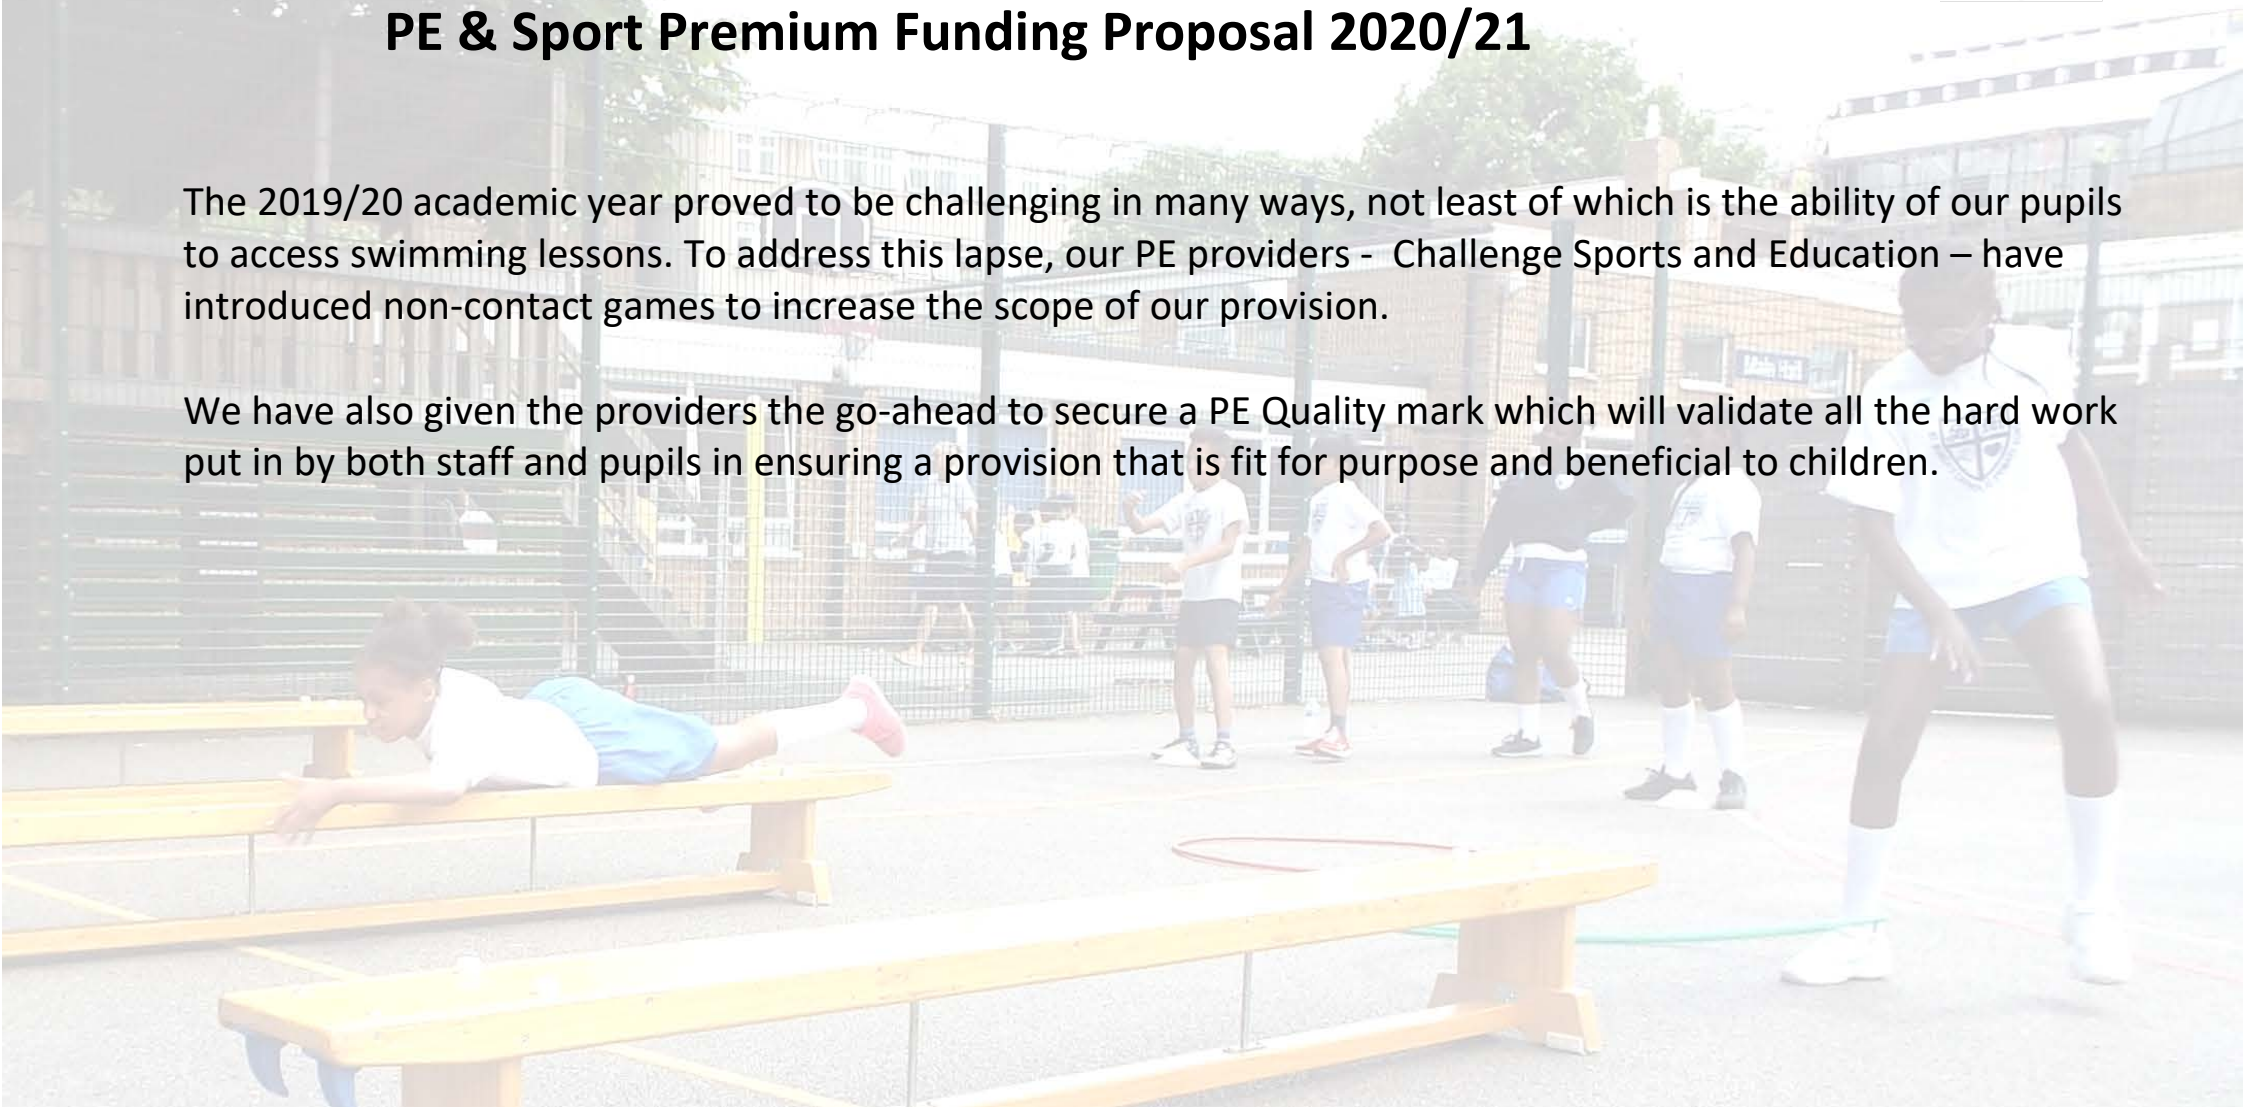 PE & Sport Premium Funding Proposal 2020/21
The 2019/20 academic year proved to be challenging in many ways, not least of which is the ability of our pupils
to access swimming lessons. To address this lapse, our PE providers - Challenge Sports and Education – have
introduced non-contact games to increase the scope of our provision.
We have also given the providers the go-ahead to secure a PE Quality mark which will validate all the hard work
put in by both staff and pupils in ensuring a provision that is fit for purpose and beneficial to children.
Main Hall